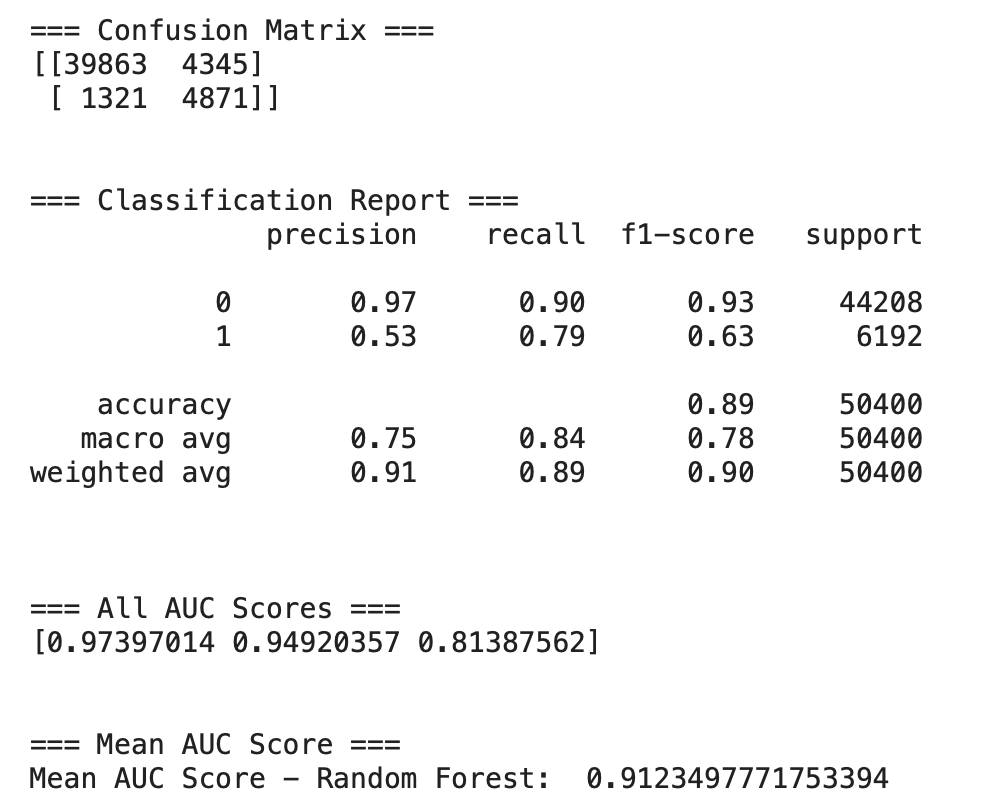 === Confusion Matrix ===
[[39863  4345]
 [ 1321  4871]]
=== Classification Report ===
              precision    recall  f1-score   support
           0       0.97      0.90      0.93     44208
           1       0.53      0.79      0.63      6192
    accuracy                           0.89     50400
   macro avg       0.75      0.84      0.78     50400
weighted avg       0.91      0.89      0.90     50400
=== All AUC Scores ===
[0.97397014 0.94920357 0.81387562]
=== Mean AUC Score ===
Mean AUC Score - Random Forest:  0.9123497771753394